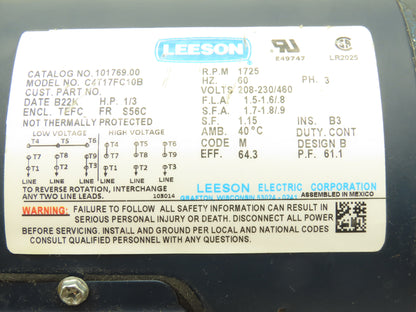 LEESON
E49747
LR2025
CATALOG NO. 101769.00
MODEL NO. C4T17FC10B
CUST. PART NO.
DATE B22K H.P. 1/3
ENCL. TEFC FR S56C
NOT THERMALLY PROTECTED
R.P.M 1725
HZ. 60 PH. 3
VOLTS 208-230/460
F.L.A. 1.5-1.6/.8
S.F.A. 1.7-1.8/.9
S.F. 1.15 INS. B3
AMB. 40°C DUTY. CONT
CODE M DESIGN B
EFF. 64.3 P.F. 61.1
LOW VOLTAGE HIGH VOLTAGE
T4 T5 T6 T4 T5 T6
T7 T8 T9 T7 T8 T9
T1 T2 T3 T1 T2 T3
LINE LINE LINE LINE LINE LINE
TO REVERSE ROTATION, INTERCHANGE
ANY TWO LINE LEADS. 105014
LEESON ELECTRIC CORPORATION
GRAFTON, WISCONSIN 53024-0241 ASSEMBLED IN MEXICO
WARNING: FAILURE TO FOLLOW ALL SAFETY INFORMATION CAN RESULT IN
SERIOUS PERSONAL INJURY OR DEATH. DISCONNECT ALL POWER
BEFORE SERVICING. INSTALL AND GROUND PER LOCAL AND NATIONAL CODES
CONSULT QUALIFIED PERSONNEL WITH ANY QUESTIONS.